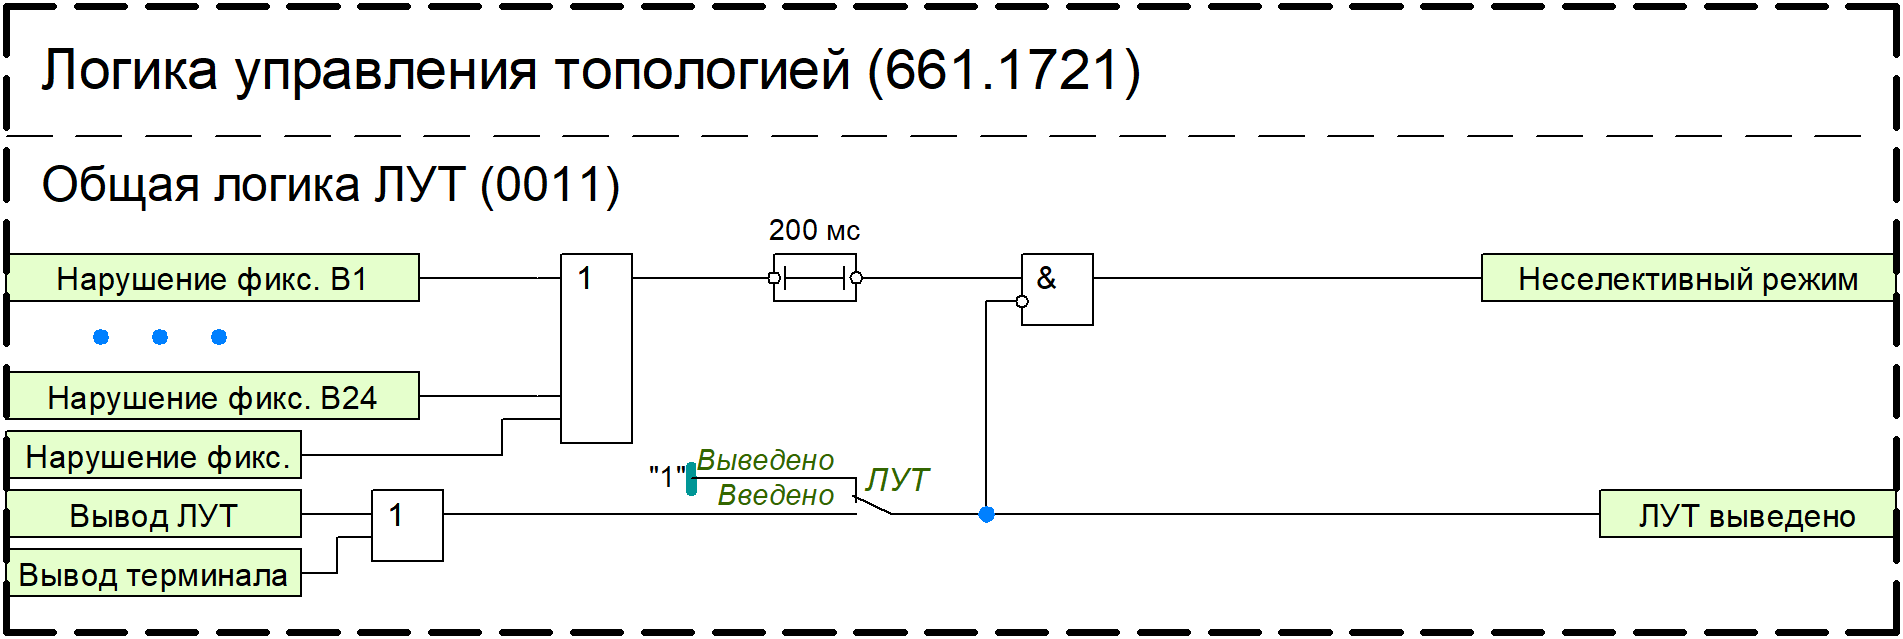 Логика управления топологией (661.1721)
Общая логика ЛУТ (0011)
200 мс
Нарушение фикс. В1
1
&
Неселективный режим
Нарушение фикс. В24
Нарушение фикс.
"1"
Выведено
Введено
ЛУТ
Вывод ЛУТ
1
ЛУТ выведено
Вывод терминала